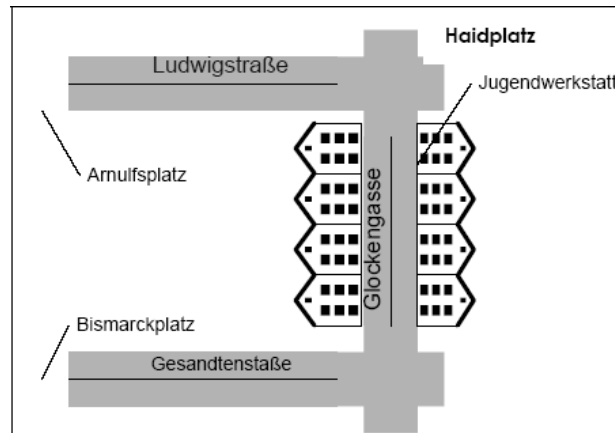 Haidplatz
Ludwigstraße
Jugendwerkstatt
Arnulfsplatz
Glockengasse
Bismarckplatz
Gesandtenstaße